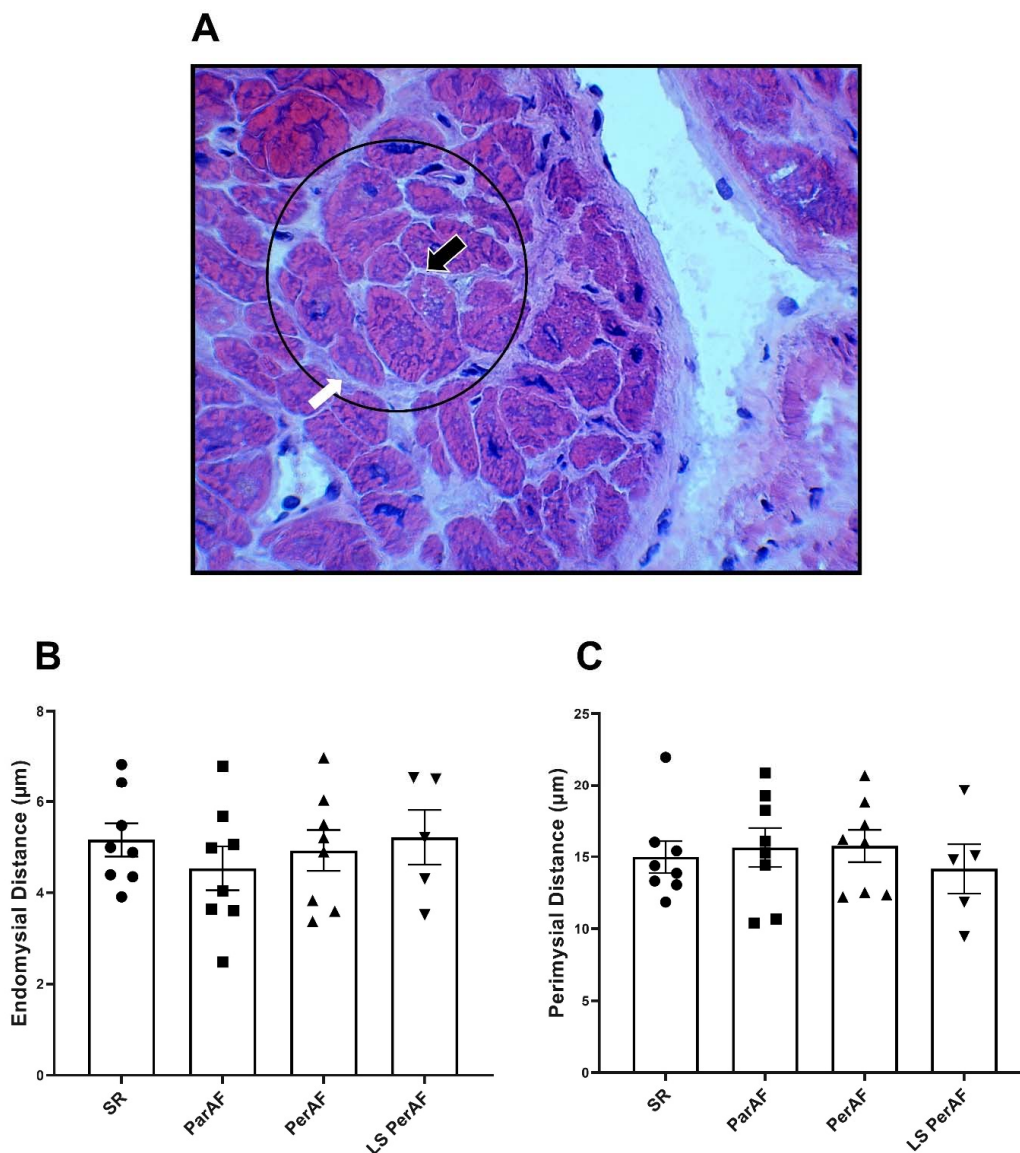 A
B
C
Endomysial Distance (µm)
8
6
4
2
0
SR
ParAF
PerAF
LS PerAF
Perimysial Distance (µm)
25
20
15
10
5
0
SR
ParAF
PerAF
LS PerAF